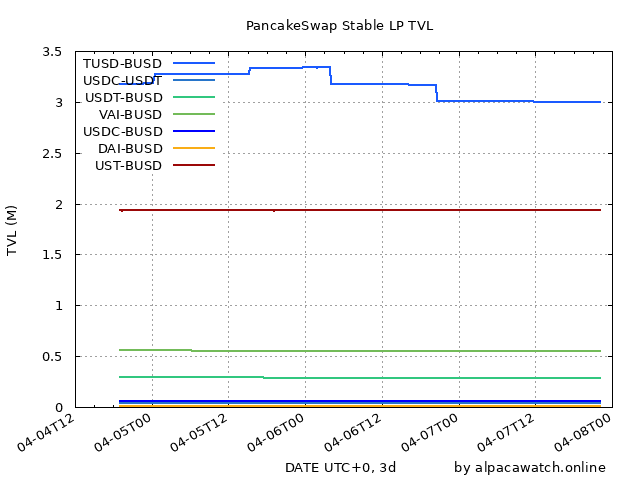 PancakeSwap Stable LP TVL
3.5
3
2.5
2
1.5
1
0.5
0
TVL (M)
TUSD-BUSD
USDC-USDT
USDT-BUSD
VAI-BUSD
USDC-BUSD
DAI-BUSD
UST-BUSD
04-04T12
04-05T00
04-05T12
04-06T00
04-06T12
04-07T00
04-07T12
04-08T00
DATE UTC+0, 3d
by alpacawatch.online